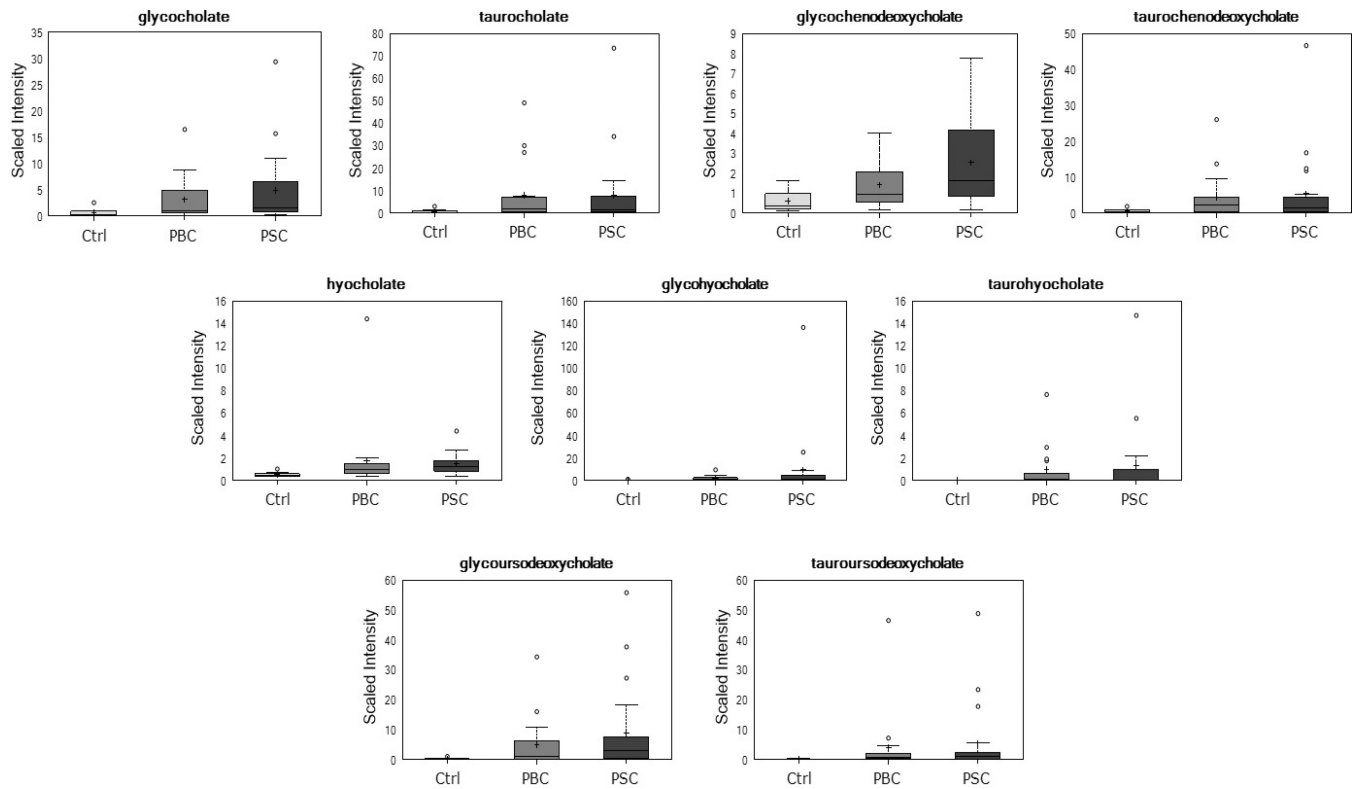 glycocholate
Scaled Intensity
35
30
25
20
15
10
5
0
Ctrl PBC PSC
taurocholate
Scaled Intensity
80
70
60
50
40
30
20
10
0
Ctrl PBC PSC
glycochenodeoxycholate
Scaled Intensity
9
8
7
6
5
4
3
2
1
0
Ctrl PBC PSC
taurochenodeoxycholate
Scaled Intensity
50
40
30
20
10
0
Ctrl PBC PSC
hyocholate
Scaled Intensity
16
14
12
10
8
6
4
2
0
Ctrl PBC PSC
glycohyocholate
Scaled Intensity
160
140
120
100
80
60
40
20
0
Ctrl PBC PSC
taurohyocholate
Scaled Intensity
16
14
12
10
8
6
4
2
0
Ctrl PBC PSC
glycoursodeoxycholate
Scaled Intensity
60
50
40
30
20
10
0
Ctrl PBC PSC
tauroursodeoxycholate
Scaled Intensity
60
50
40
30
20
10
0
Ctrl PBC PSC